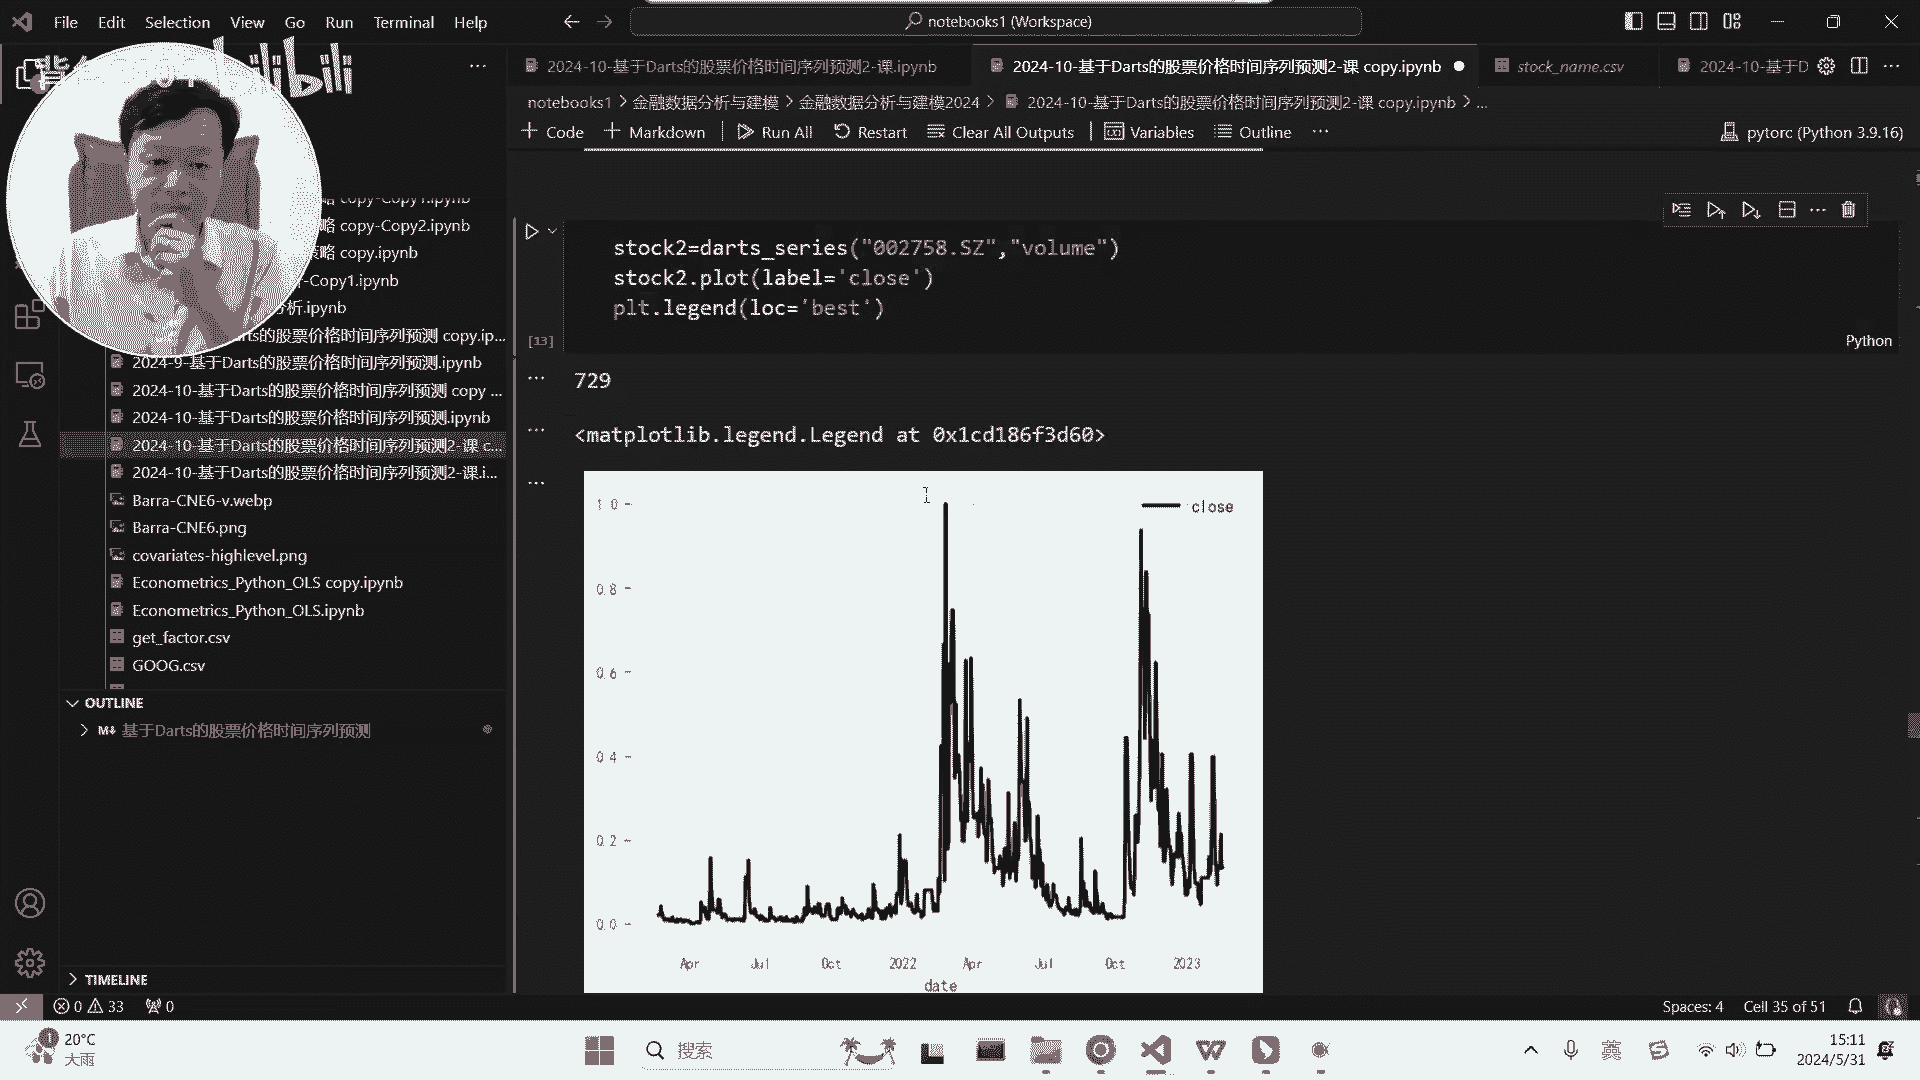 File Edit Selection View Go Run Terminal Help
notebooks1 (Workspace)
bilibili
2024-10-基于Darts的股票价格时间序列预测2-课.ipynb
2024-10-基于Darts的股票价格时间序列预测2-课 copy.ipynb
stock_name.csv
2024-10-基于D
notebooks1 > 金融数据分析与建模 > 金融数据分析与建模2024 > 2024-10-基于Darts的股票价格时间序列预测2-课 copy.ipynb > ...
+ Code + Markdown Run All Restart Clear All Outputs Variables Outline ...
pytorc (Python 3.9.16)
略 copy-Copy1.ipynb
略 copy-Copy2.ipynb
策略 copy.ipynb
-Copy1.ipynb
分析.ipynb
arts的股票价格时间序列预测 copy.ip...
2024-9-基于Darts的股票价格时间序列预测.ipynb
2024-10-基于Darts的股票价格时间序列预测 copy ...
2024-10-基于Darts的股票价格时间序列预测.ipynb
2024-10-基于Darts的股票价格时间序列预测2-课 c...
2024-10-基于Darts的股票价格时间序列预测2-课.i...
Barra-CNE6-v.webp
Barra-CNE6.png
covariates-highlevel.png
Econometrics_Python_OLS copy.ipynb
Econometrics_Python_OLS.ipynb
get_factor.csv
GOOG.csv
OUTLINE
M↓ 基于Darts的股票价格时间序列预测
TIMELINE
stock2=darts_series("002758.SZ","volume")
stock2.plot(label='close')
plt.legend(loc='best')
[13]
Python
729
<matplotlib.legend.Legend at 0x1cd186f3d60>
close
1.0
0.8
0.6
0.4
0.2
0.0
Apr Jul Oct 2022 Apr Jul Oct 2023
date
0 33 0
Spaces: 4 Cell 35 of 51
20°C
大雨
搜索
英
15:11
2024/5/31